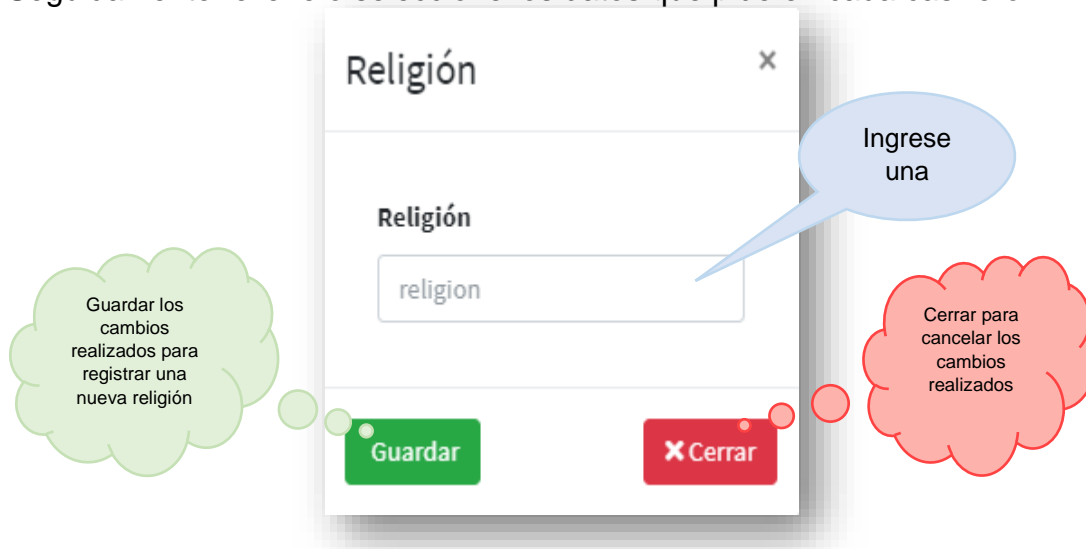 Religión ×
Ingrese
una
Religión
religion
Guardar los
cambios
realizados para
registrar una
nueva religión
Cerrar para
cancelar los
cambios
realizados
Guardar
Cerrar